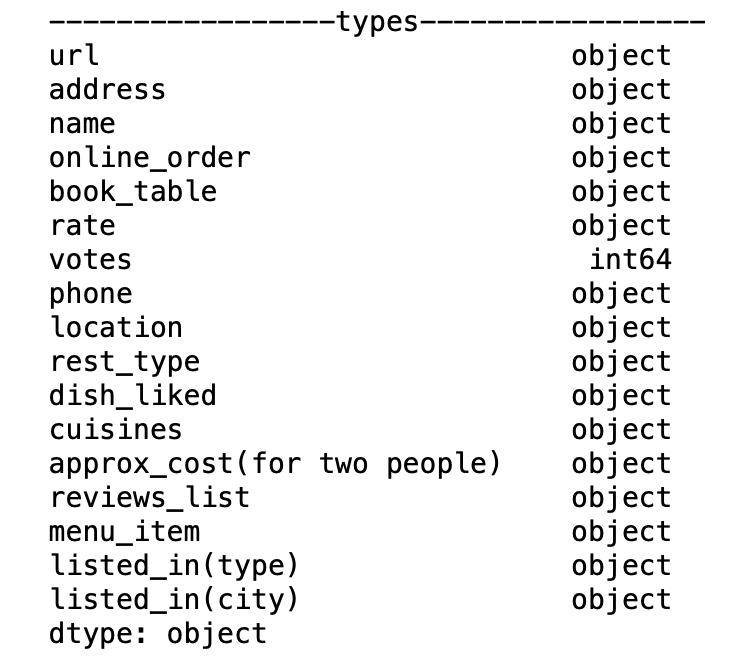 -----------------types-----------------
url                               object
address                           object
name                              object
online_order                      object
book_table                        object
rate                              object
votes                              int64
phone                             object
location                          object
rest_type                         object
dish_liked                        object
cuisines                          object
approx_cost(for two people)       object
reviews_list                      object
menu_item                         object
listed_in(type)                   object
listed_in(city)                   object
dtype: object